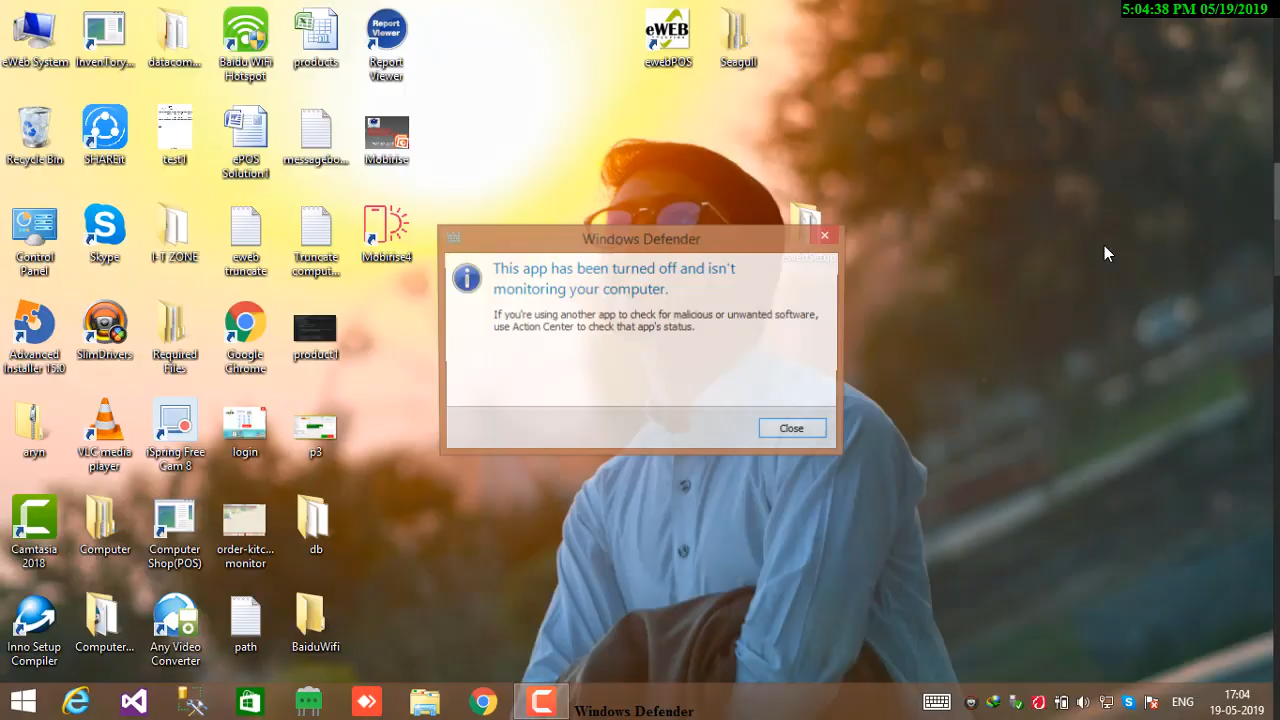 5:04:38 PM 05/19/2019
eWeb System
InvenTory...
datacom...
Baidu WiFi
Hotspot
products
Report
Viewer
Report
Viewer
eWEB
ewebPOS
Seagull
Recycle Bin
SHAREit
test1
ePOS
Solution1
messagebo...
Mobirise
Control
Panel
Skype
I-T ZONE
eweb
truncate
Truncate
comput...
Mobirise4
Windows Defender
This app has been turned off and isn't
monitoring your computer.
If you're using another app to check for malicious or unwanted software,
use Action Center to check that app's status.
Close
Advanced
Installer 15.0
SlimDrivers
Required
Files
Google
Chrome
product1
aryn
VLC media
player
iSpring Free
Cam 8
login
p3
Camtasia
2018
Computer
Computer
Shop(POS)
order-kitc...
monitor
db
Inno Setup
Compiler
Computer...
Any Video
Converter
path
BaiduWifi
Windows Defender
ENG
17:04
19-05-2019